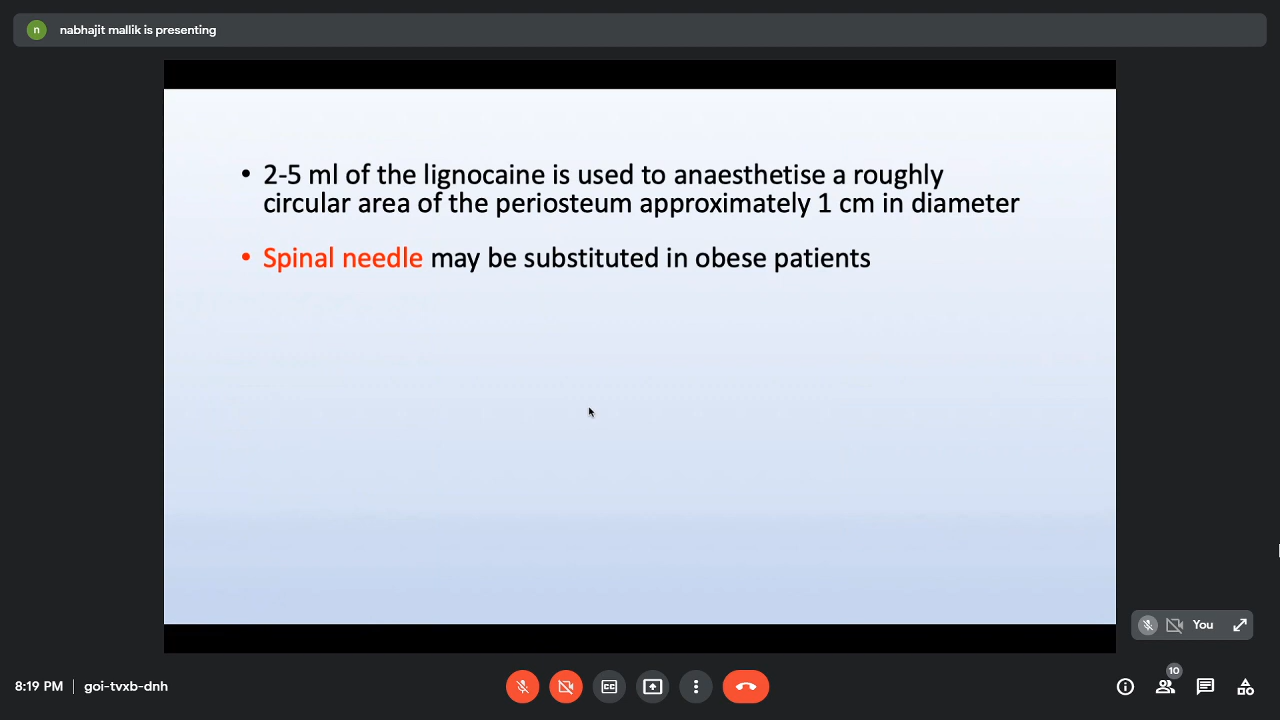 n nabhajit mallik is presenting
• 2-5 ml of the lignocaine is used to anaesthetise a roughly
circular area of the periosteum approximately 1 cm in diameter
• Spinal needle may be substituted in obese patients
You
10
8:19 PM | goi-tvxb-dnh
CC